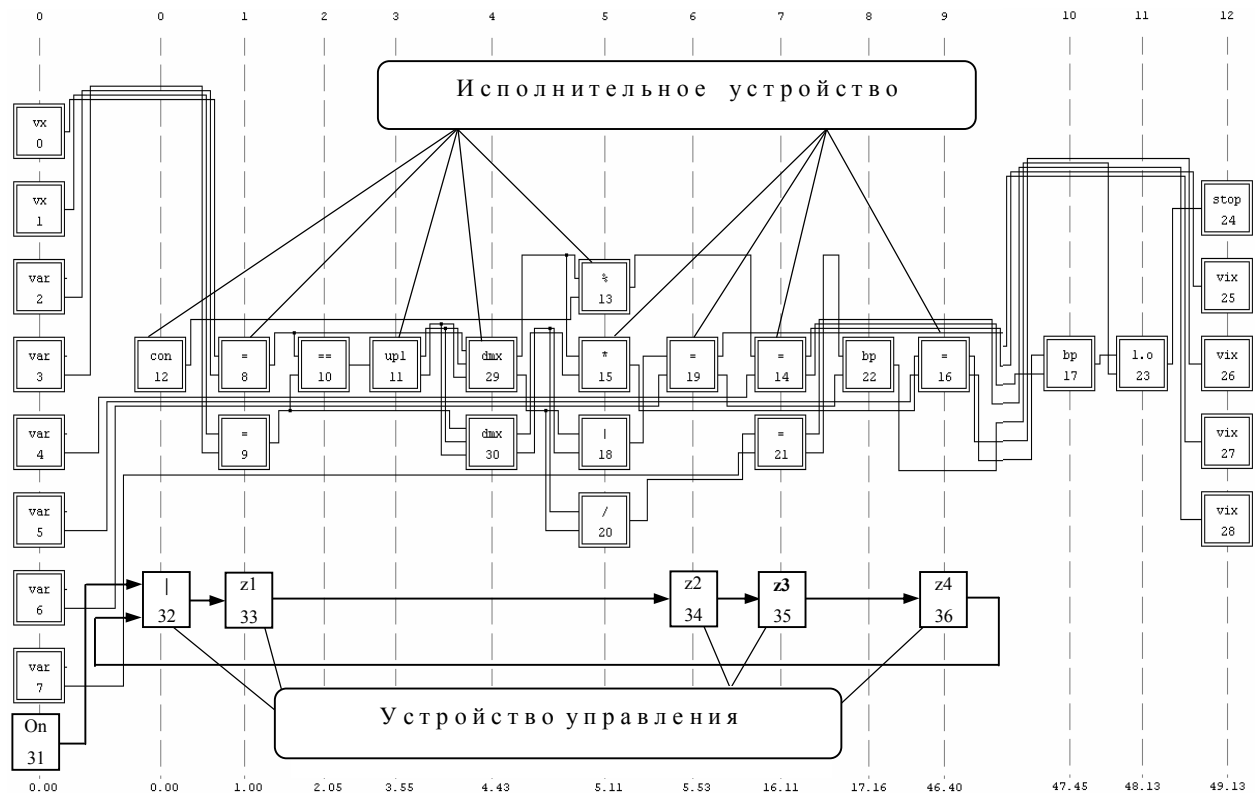 0 0 1 2 3 4 5 6 7 8 9 10 11 12
Исполнительное устройство
vx
0
vx
1
stop
24
var
2
%
13
vix
25
var
3
con
12
=
8
==
10
upl
11
dmx
29
*
15
=
19
=
14
bp
22
=
16
bp
17
l.o
23
vix
26
var
4
=
9
dmx
30
|
18
=
21
vix
27
var
5
/
20
vix
28
var
6
|
32
z1
33
z2
34
z3
35
z4
36
var
7
Устройство управления
On
31
0.00 0.00 1.00 2.05 3.55 4.43 5.11 5.53 16.11 17.16 46.40 47.45 48.13 49.13